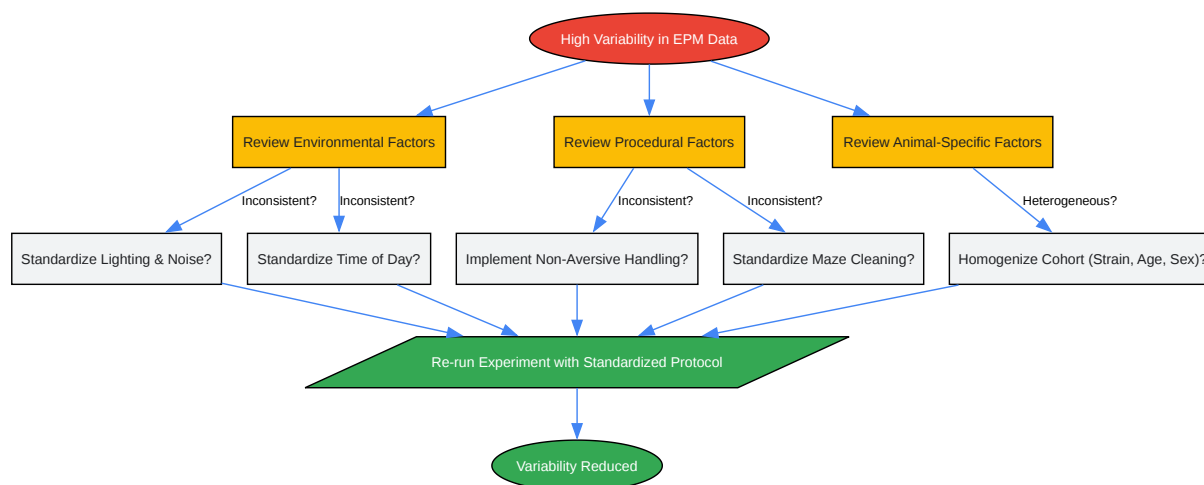 High Variability in EPM Data
Review Environmental Factors
Review Procedural Factors
Review Animal-Specific Factors
Inconsistent?
Inconsistent?
Inconsistent?
Inconsistent?
Heterogeneous?
Standardize Lighting & Noise?
Standardize Time of Day?
Implement Non-Aversive Handling?
Standardize Maze Cleaning?
Homogenize Cohort (Strain, Age, Sex)?
Re-run Experiment with Standardized Protocol
Variability Reduced